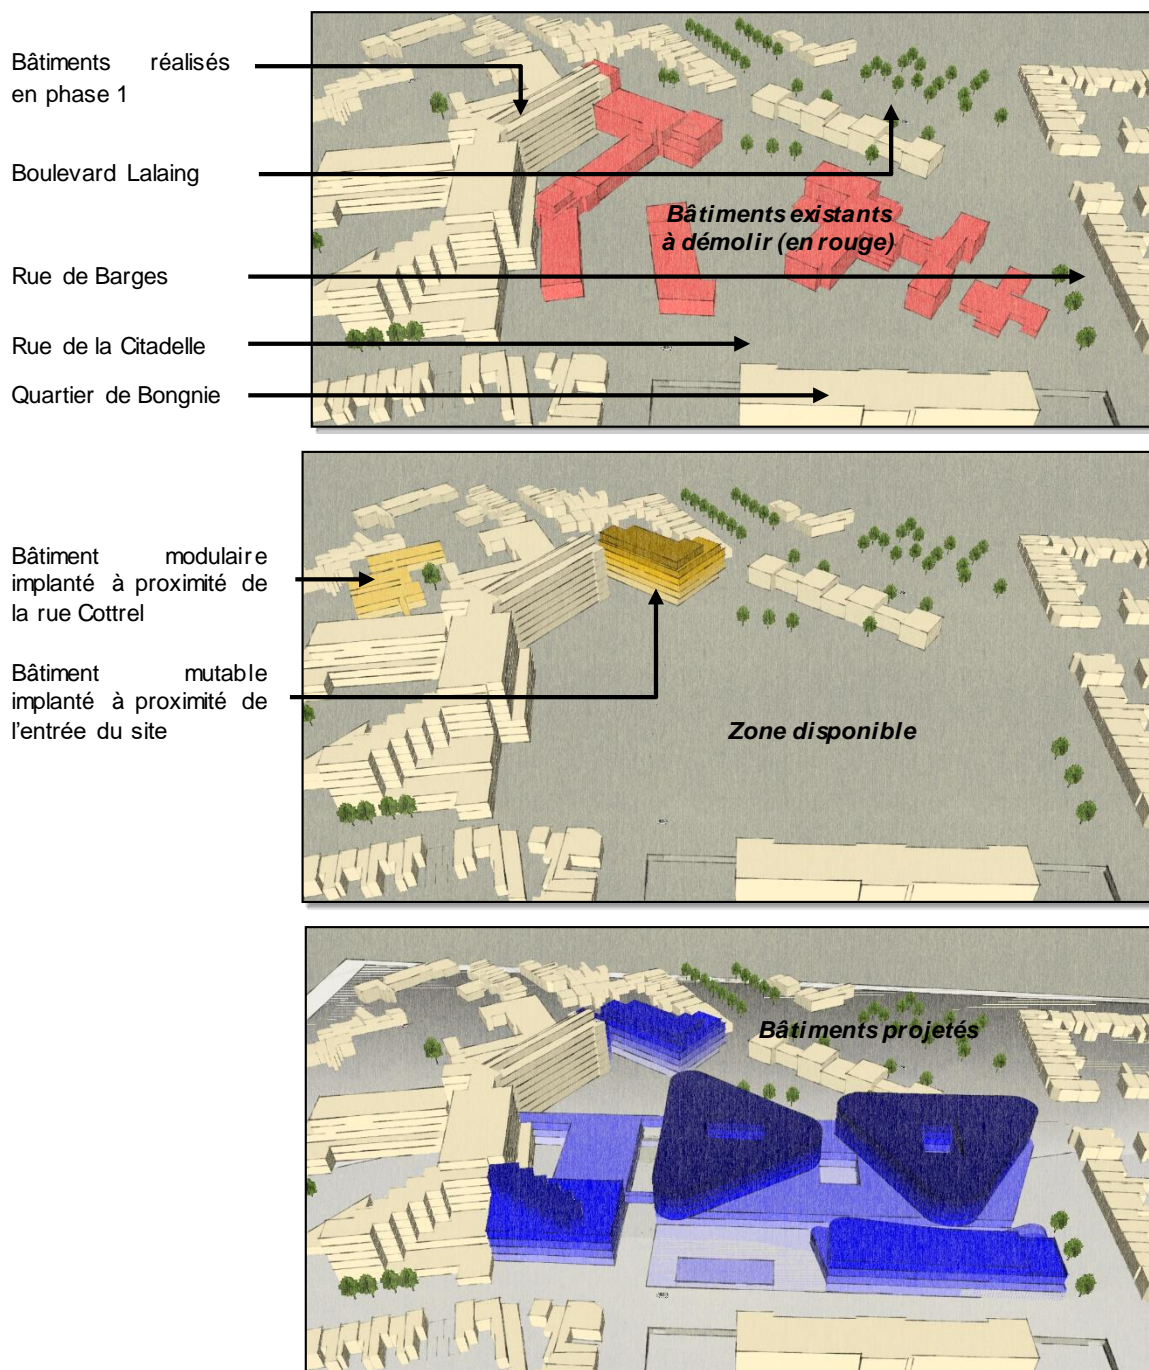 Bâtiments réalisés
en phase 1
Boulevard Lalaing
Bâtiments existants
à démolir (en rouge)
Rue de Barges
Rue de la Citadelle
Quartier de Bongnie
Bâtiment modulaire
implanté à proximité de
la rue Cottrel
Bâtiment mutable
implanté à proximité de
l'entrée du site
Zone disponible
Bâtiments projetés